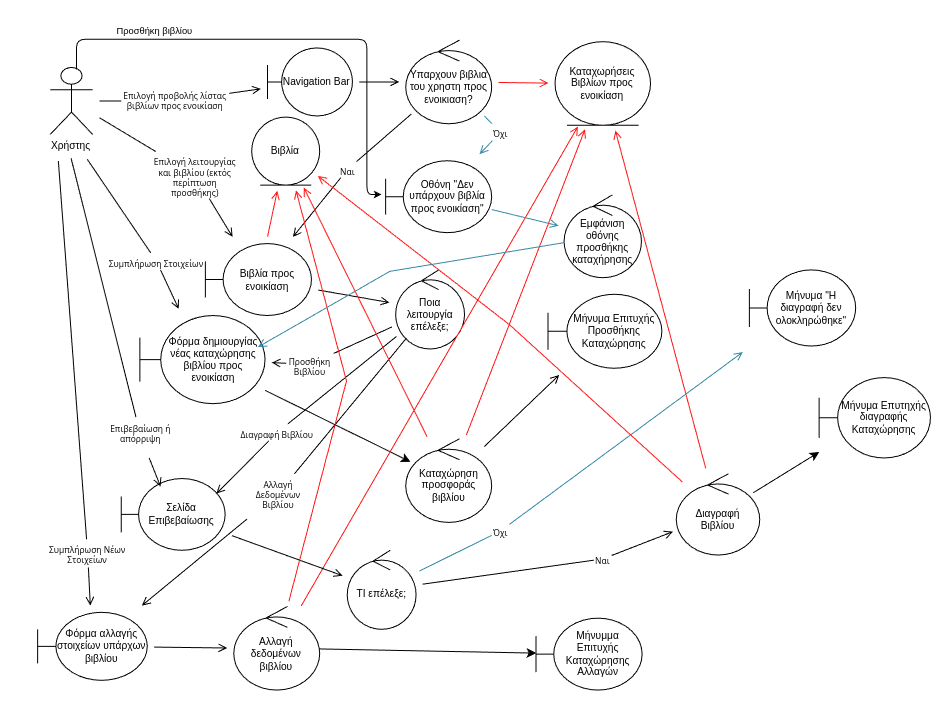 Προσθήκη βιβλίου
Χρήστης
Επιλογή προβολής λίστας
βιβλίων προς ενοικίαση
Navigation Bar
Υπαρχουν βιβλια
του χρηστη προς
ενοικιαση?
Καταχωρήσεις
Βιβλίων προς
ενοικίαση
Όχι
Βιβλία
Ναι
Επιλογή λειτουργίας
και βιβλίου (εκτός
περίπτωση
προσθήκης)
Οθόνη "Δεν
υπάρχουν βιβλία
προς ενοικίαση"
Εμφάνιση
οθόνης
προσθήκης
καταχήρησης
Συμπλήρωση Στοιχείων
Βιβλία προς
ενοικίαση
Ποια
λειτουργία
επέλεξε;
Μήνυμα Επιτυχής
Προσθήκης
Καταχώρησης
Μήνυμα "Η
διαγραφή δεν
ολοκληρώθηκε"
Φόρμα δημιουργίας
νέας καταχώρησης
βιβλίου προς
ενοικίαση
Προσθήκη
Βιβλίου
Μήνυμα Επυτηχής
διαγραφής
Καταχώρησης
Επιβεβαίωση ή
απόρριψη
Διαγραφή Βιβλίου
Καταχώρηση
προσφοράς
βιβλίου
Αλλαγή
Δεδομένων
Βιβλίου
Σελίδα
Επιβεβαίωσης
Διαγραφή
Βιβλίου
Όχι
Συμπλήρωση Νέων
Στοιχείων
Ναι
ΤΙ επέλεξε;
Φόρμα αλλαγής
στοιχείων υπάρχων
βιβλίου
Αλλαγή
δεδομένων
βιβλίου
Μήνυμμα
Επιτυχής
Καταχώρησης
Αλλαγών